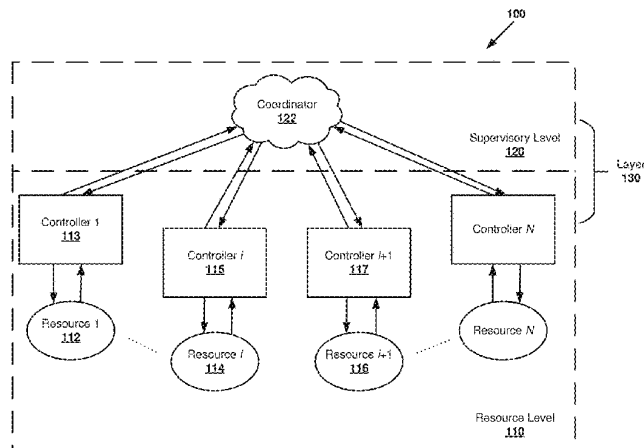 100
Coordinator
122
Supervisory Level
120
Layer
130
Controller 1
113
Controller i
115
Controller i+1
117
Controller N
Resource 1
112
Resource i
114
Resource i+1
116
Resource N
Resource Level
110